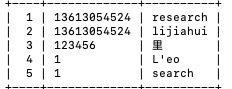 | 1 | 13613054524 | research |
| 2 | 13613054524 | lijiahui |
| 3 | 123456 | 里 |
| 4 | 1 | L'eo |
| 5 | 1 | search |